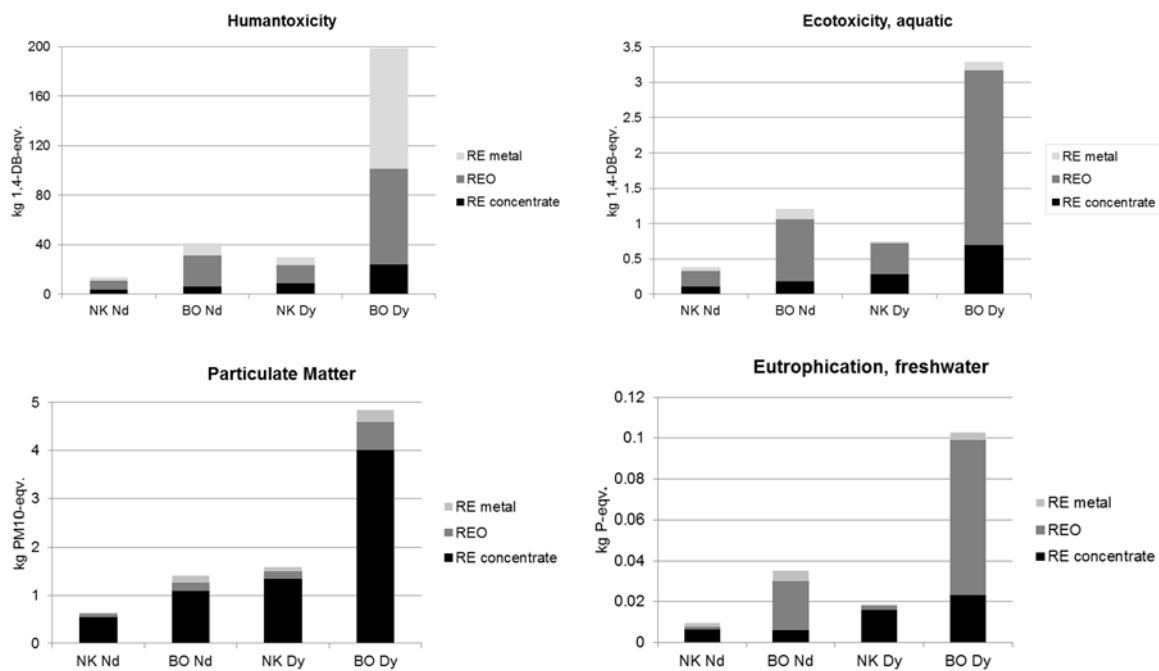 Humantoxicity
kg 1,4-DB-eqv.
200
160
120
80
40
0
NK Nd
BO Nd
NK Dy
BO Dy
RE metal
REO
RE concentrate
Ecotoxicity, aquatic
kg 1,4-DB-eqv.
3.5
3
2.5
2
1.5
1
0.5
0
NK Nd
BO Nd
NK Dy
BO Dy
RE metal
REO
RE concentrate
Particulate Matter
kg PM10-eqv.
5
4
3
2
1
0
NK Nd
BO Nd
NK Dy
BO Dy
RE metal
REO
RE concentrate
Eutrophication, freshwater
kg P-eqv.
0.12
0.1
0.08
0.06
0.04
0.02
0
NK Nd
BO Nd
NK Dy
BO Dy
RE metal
REO
RE concentrate